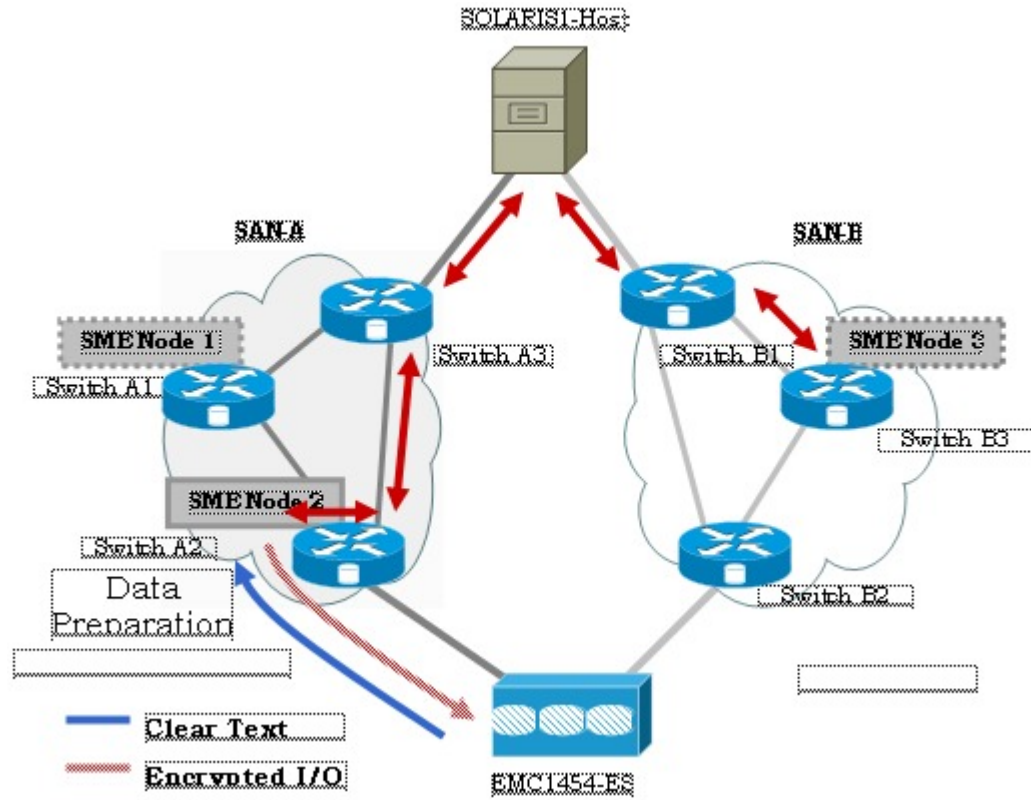 SOLARIS1-Host
SAN-A
SAN-B
SME Node 1
SME Node 3
Switch A1
Switch A3
Switch B1
Switch B3
SME Node 2
Switch A2
Switch B2
Data
Preparation
Clear Text
Encrypted I/O
EMC1454-ES